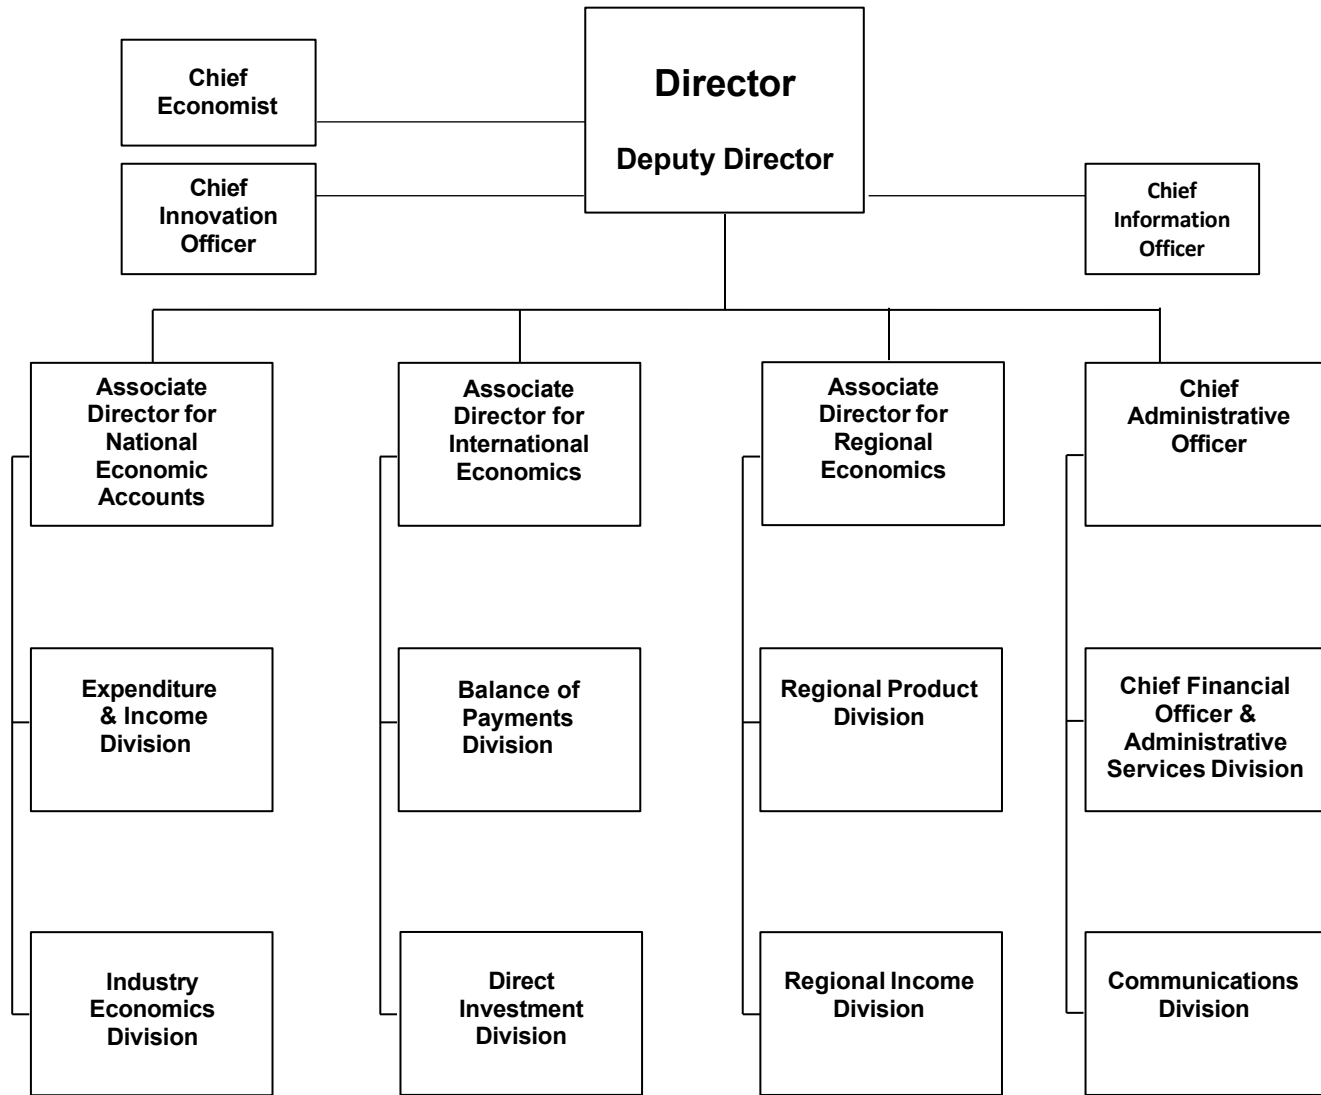 Director
Deputy Director
Chief
Economist
Chief
Innovation
Officer
Chief
Information
Officer
Associate
Director for
National
Economic
Accounts
Associate
Director for
International
Economics
Associate
Director for
Regional
Economics
Chief
Administrative
Officer
Expenditure
& Income
Division
Balance of
Payments
Division
Regional Product
Division
Chief Financial
Officer &
Administrative
Services Division
Industry
Economics
Division
Direct
Investment
Division
Regional Income
Division
Communications
Division